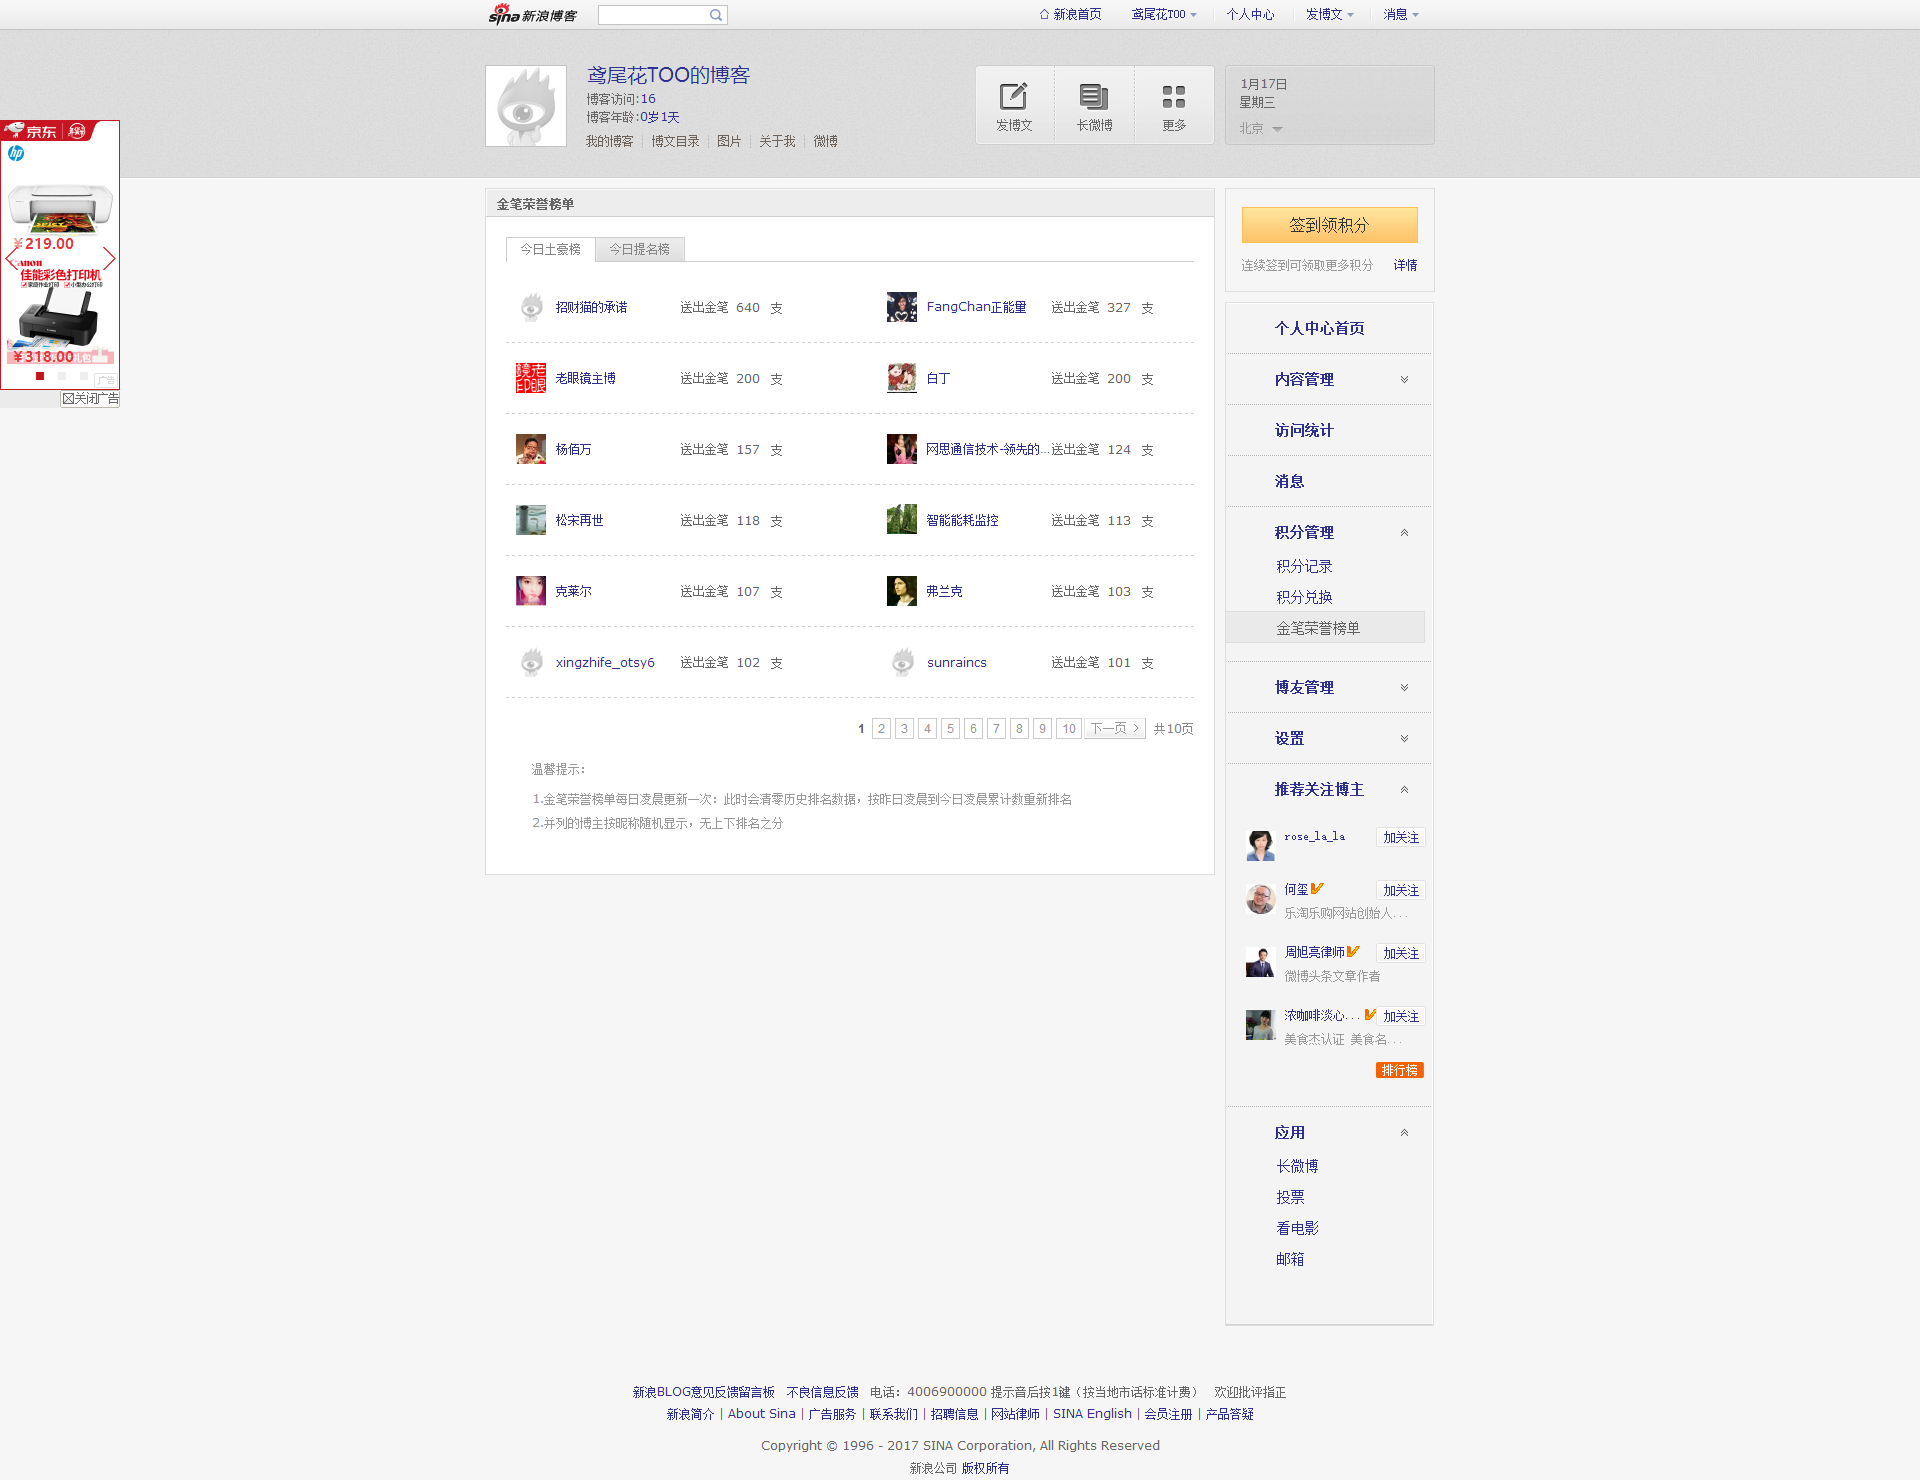 sina 新浪博客
新浪首页 鸢尾花TOO 个人中心 发博文 消息
鸢尾花TOO的博客
博客访问:16
博客年龄:0岁1天
我的博客 博文目录 图片 关于我 微博
发博文 长微博 更多
1月17日
星期三
北京
京东
hp
¥219.00
Canon
佳能彩色打印机
家庭作业打印 小型办公打印
¥318.00
广告
关闭广告
金笔荣誉榜单
今日土豪榜 今日提名榜
招财猫的承诺 送出金笔 640 支
FangChan正能量 送出金笔 327 支
老眼镜主博 送出金笔 200 支
白丁 送出金笔 200 支
杨佰万 送出金笔 157 支
网思通信技术-领先的... 送出金笔 124 支
松宋再世 送出金笔 118 支
智能能耗监控 送出金笔 113 支
克莱尔 送出金笔 107 支
弗兰克 送出金笔 103 支
xingzhife_otsy6 送出金笔 102 支
sunraincs 送出金笔 101 支
1 2 3 4 5 6 7 8 9 10 下一页 > 共10页
温馨提示：
1.金笔荣誉榜单每日凌晨更新一次：此时会清零历史排名数据，按昨日凌晨到今日凌晨累计数重新排名
2.并列的博主按昵称随机显示，无上下排名之分
签到领积分
连续签到可领取更多积分 详情
个人中心首页
内容管理
访问统计
消息
积分管理
积分记录
积分兑换
金笔荣誉榜单
博友管理
设置
推荐关注博主
rose_la_la 加关注
何玺 加关注
乐淘乐购网站创始人...
周旭亮律师 加关注
微博头条文章作者
浓咖啡淡心... 加关注
美食杰认证 美食名...
排行榜
应用
长微博
投票
看电影
邮箱
新浪BLOG意见反馈留言板 不良信息反馈 电话：4006900000 提示音后按1键（按当地市话标准计费） 欢迎批评指正
新浪简介 | About Sina | 广告服务 | 联系我们 | 招聘信息 | 网站律师 | SINA English | 会员注册 | 产品答疑
Copyright © 1996 - 2017 SINA Corporation, All Rights Reserved
新浪公司 版权所有